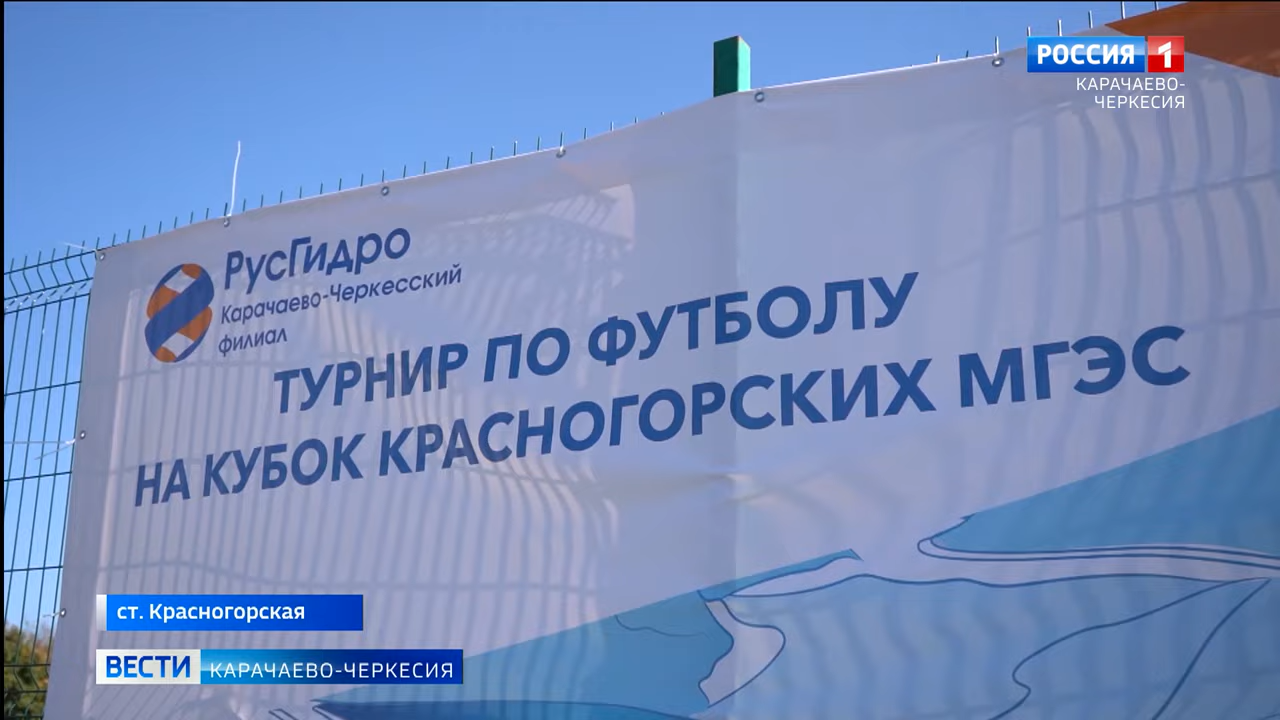 РОССИЯ 1
КАРАЧАЕВО-
ЧЕРКЕСИЯ
РусГидро
Карачаево-Черкесский
филиал
ТУРНИР ПО ФУТБОЛУ
НА КУБОК КРАСНОГОРСКИХ МГЭС
ст. Красногорская
ВЕСТИ КАРАЧАЕВО-ЧЕРКЕСИЯ